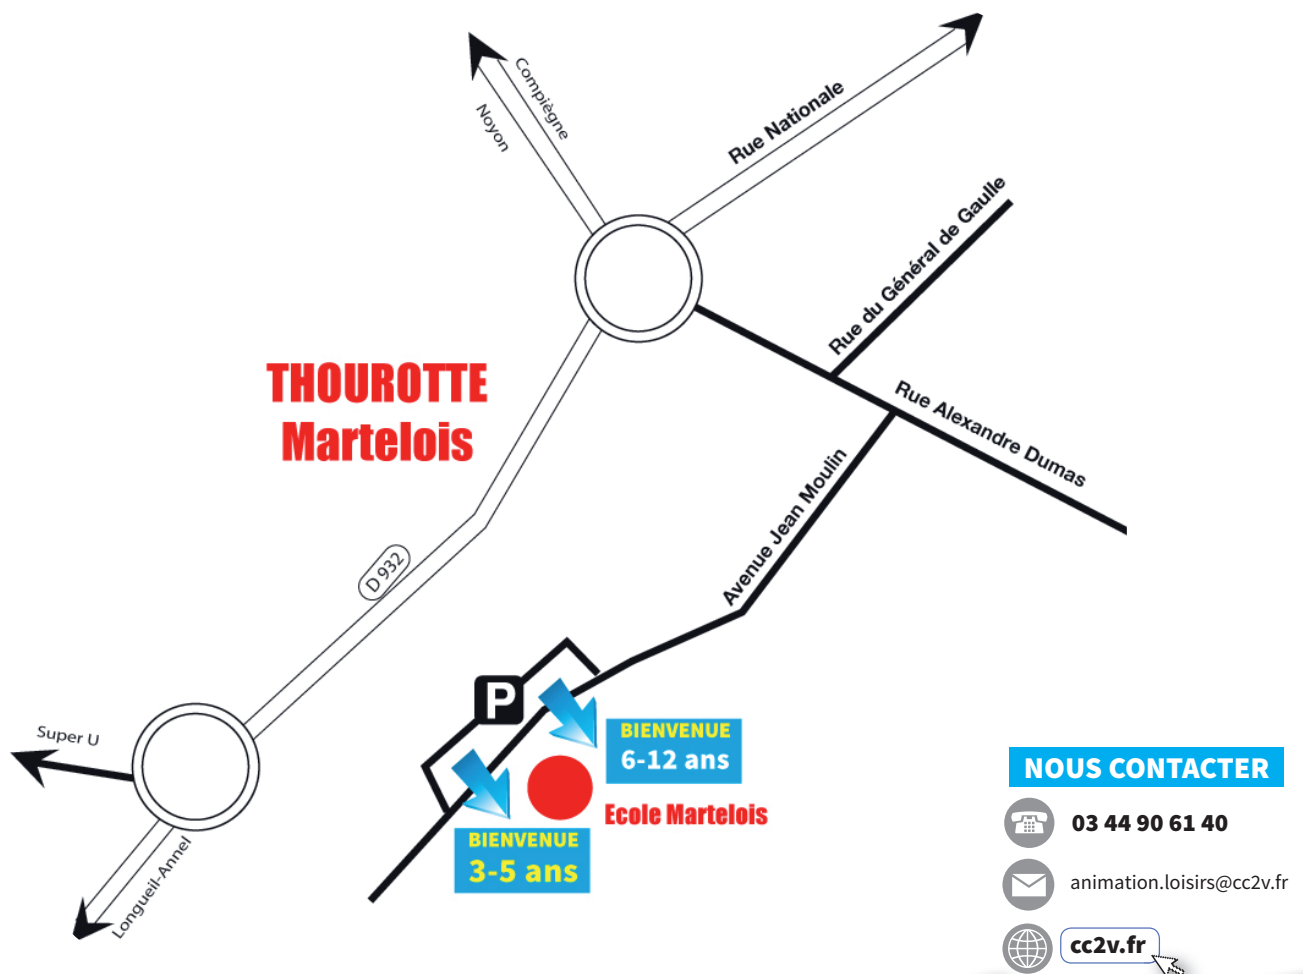 Compiègne
Noyon
Rue Nationale
Rue du Général de Gaulle
THOUROTTE
Martelois
Rue Alexandre Dumas
Avenue Jean Moulin
D 932
P
Super U
BIENVENUE
6-12 ans
Ecole Martelois
BIENVENUE
3-5 ans
Longueil-Annel
NOUS CONTACTER
03 44 90 61 40
animation.loisirs@cc2v.fr
cc2v.fr